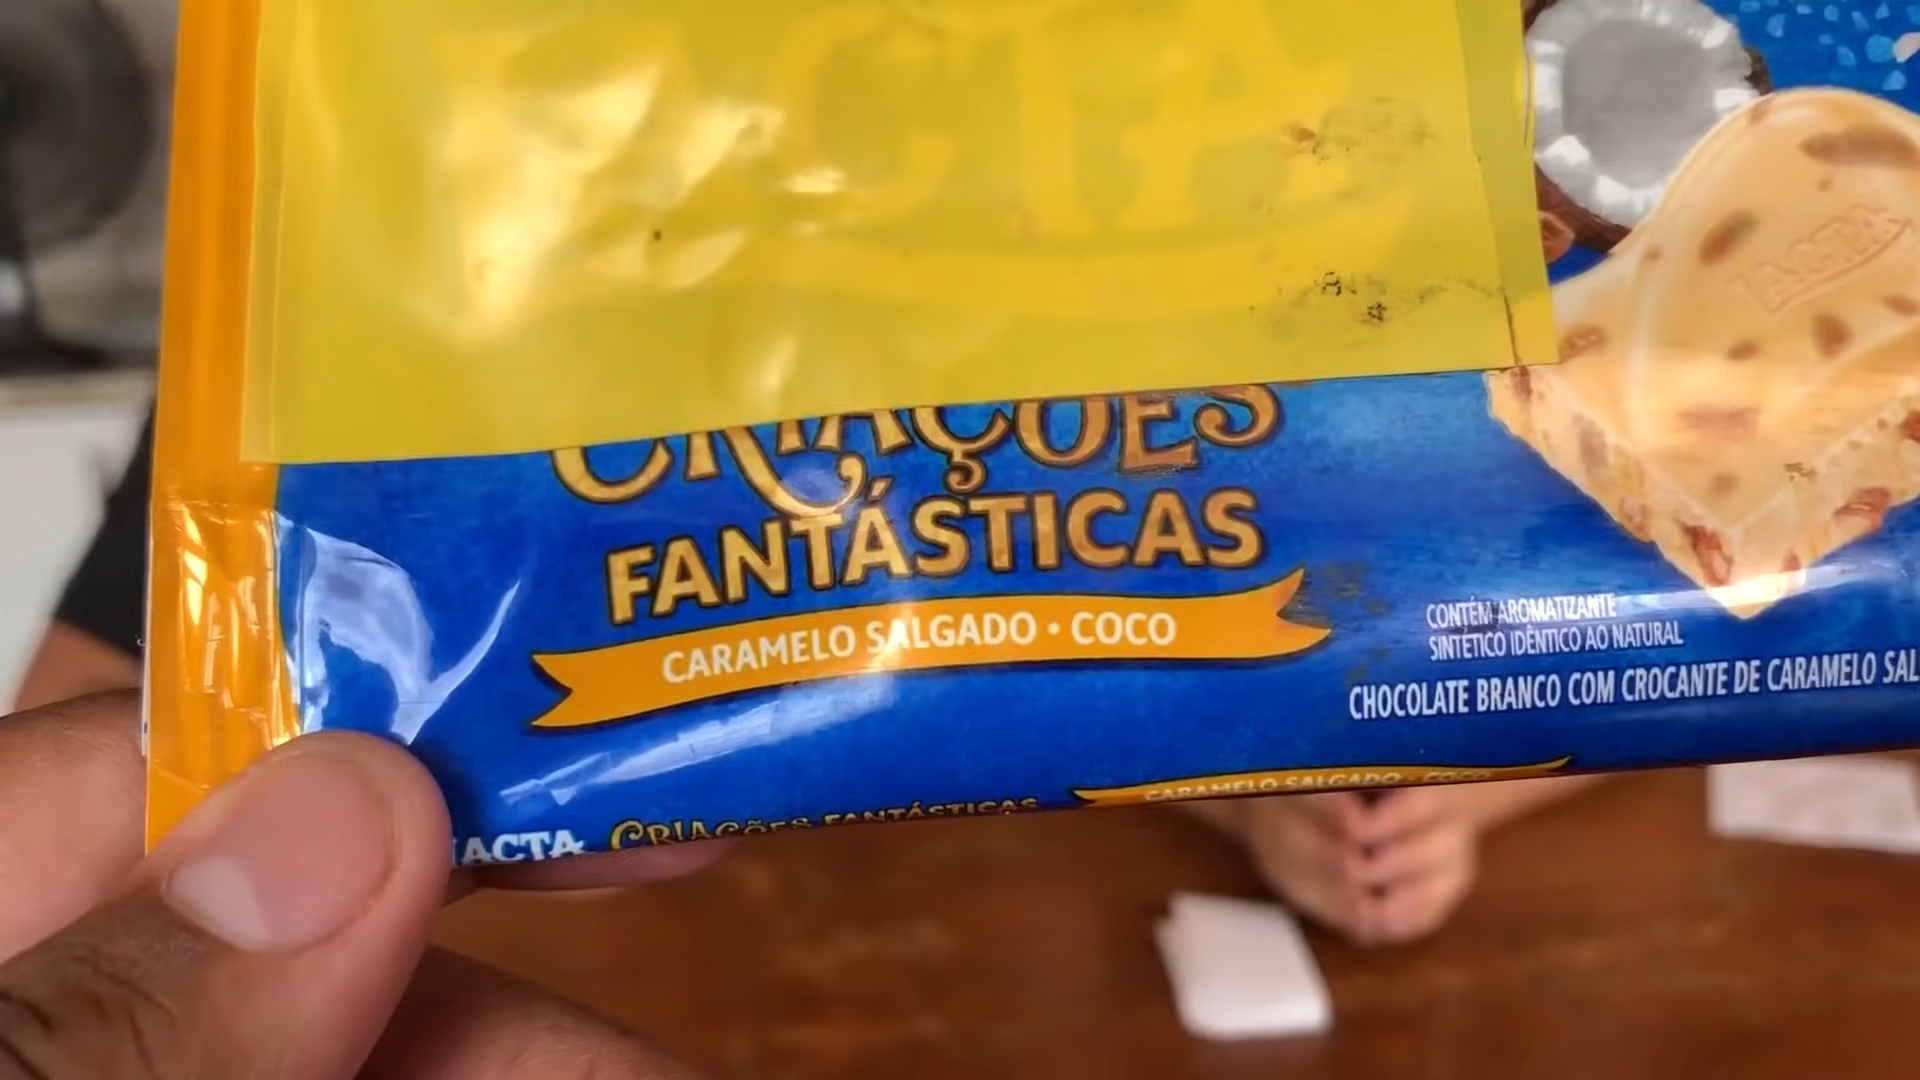 LACTA
CRIAÇÕES
FANTÁSTICAS
CARAMELO SALGADO • COCO
CONTÉM AROMATIZANTE
SINTÉTICO IDÊNTICO AO NATURAL
CHOCOLATE BRANCO COM CROCANTE DE CARAMELO SAL
CARAMELO SALGADO • COCO
LACTA CRIAÇÕES FANTÁSTICAS